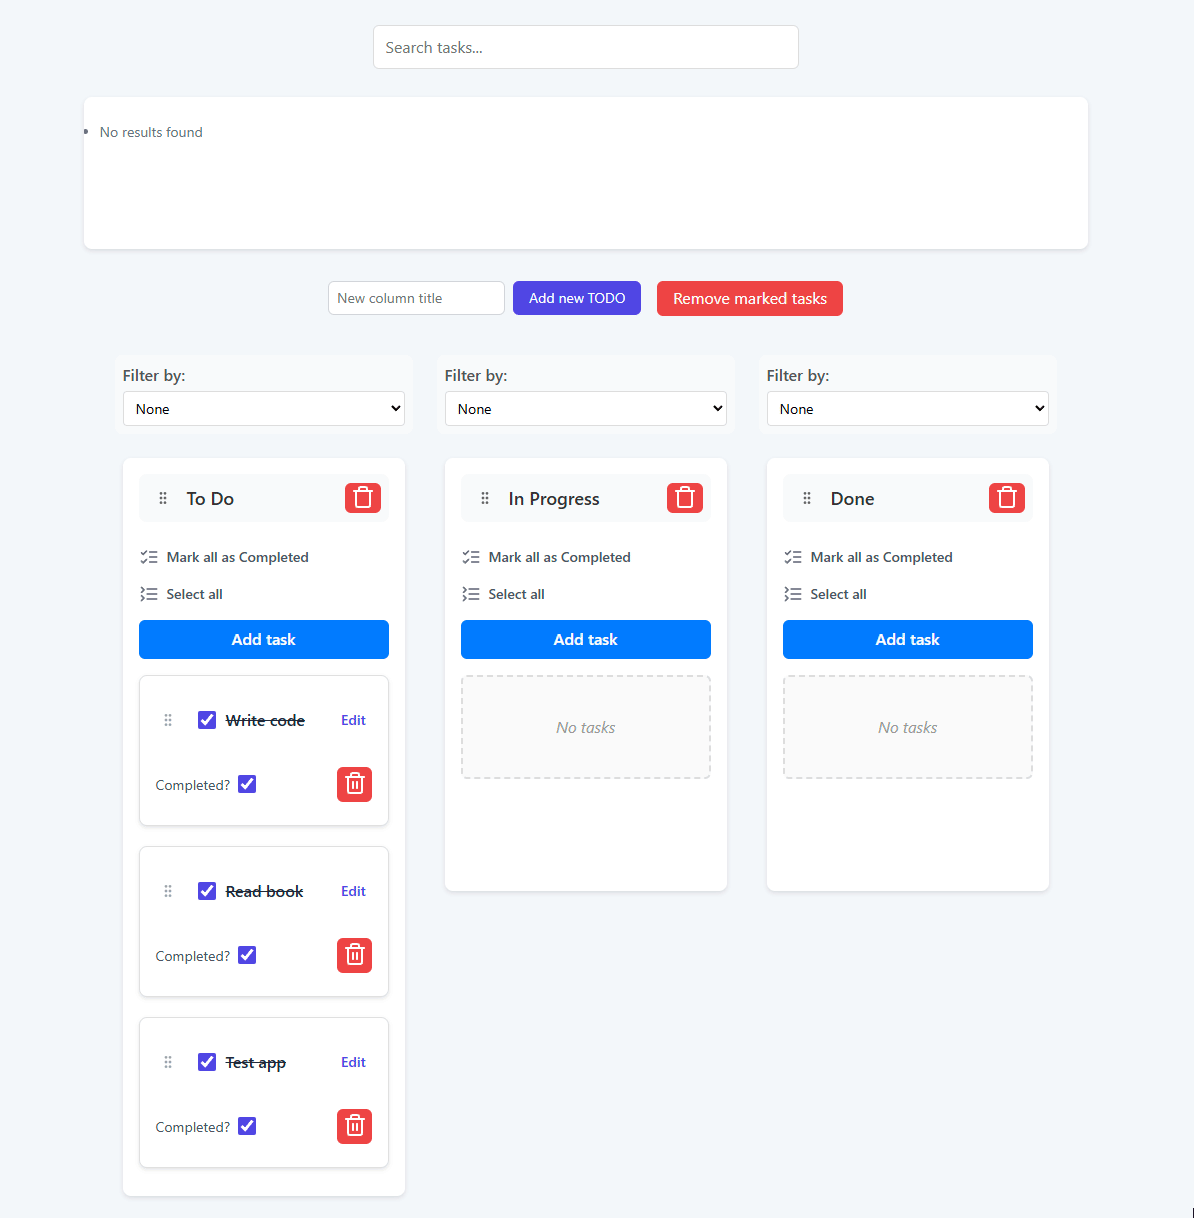 Search tasks...
No results found
New column title
Add new TODO
Remove marked tasks
Filter by:
None
Filter by:
None
Filter by:
None
To Do
Mark all as Completed
Select all
Add task
Write code
Edit
Completed?
Read book
Edit
Completed?
Test app
Edit
Completed?
In Progress
Mark all as Completed
Select all
Add task
No tasks
Done
Mark all as Completed
Select all
Add task
No tasks